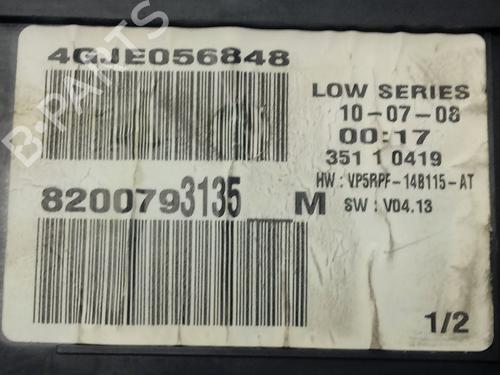 4GJE056848
LOW SERIES
10-07-08
00:17
351 1 0419
HW : VP5RPF-14B115-AT
SW : V04.13
8200793135__M
1/2
B-PARTS